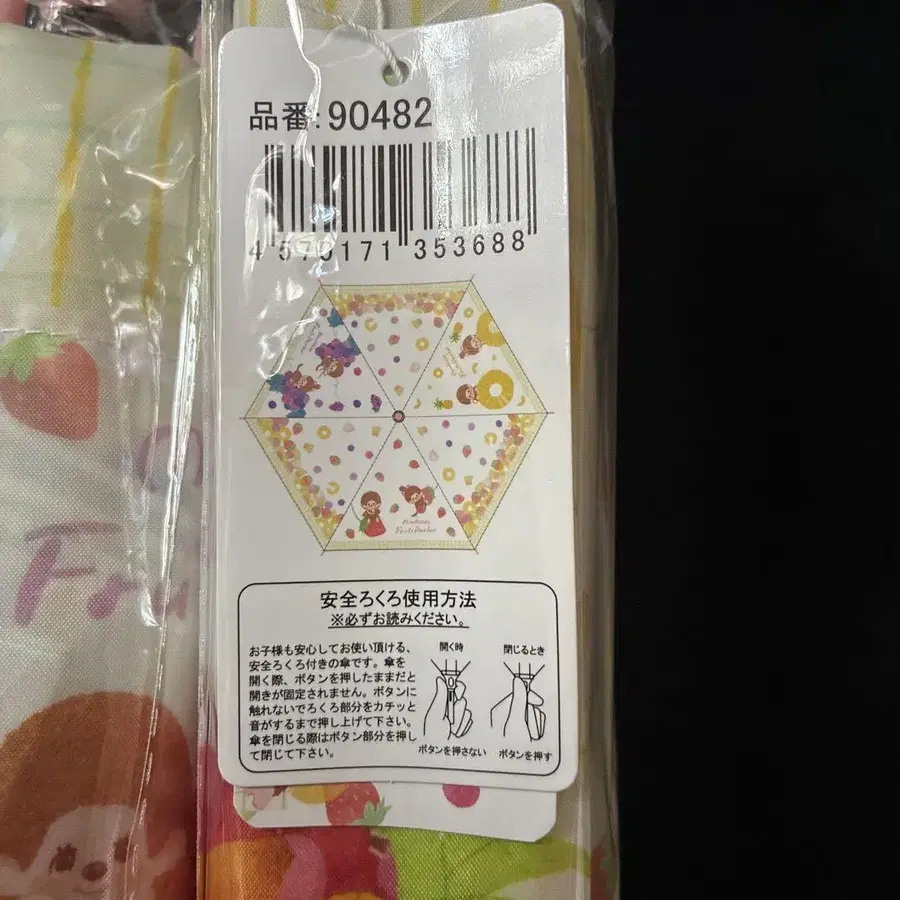 品番:90482
4 570171 353688
Fru
安全ろくろ使用方法
※必ずお読みください。
お子様も安心してお使い頂ける、
安全ろくろ付きの傘です。傘を
開く際、ボタンを押したままだと
開きが固定されません。ボタンに
触れないでろくろ部分をカチッと
音がするまで押し上げて下さい。
傘を閉じる際はボタン部分を押し
て閉じて下さい。
開く時
ボタンを押さない
閉じるとき
ボタンを押す